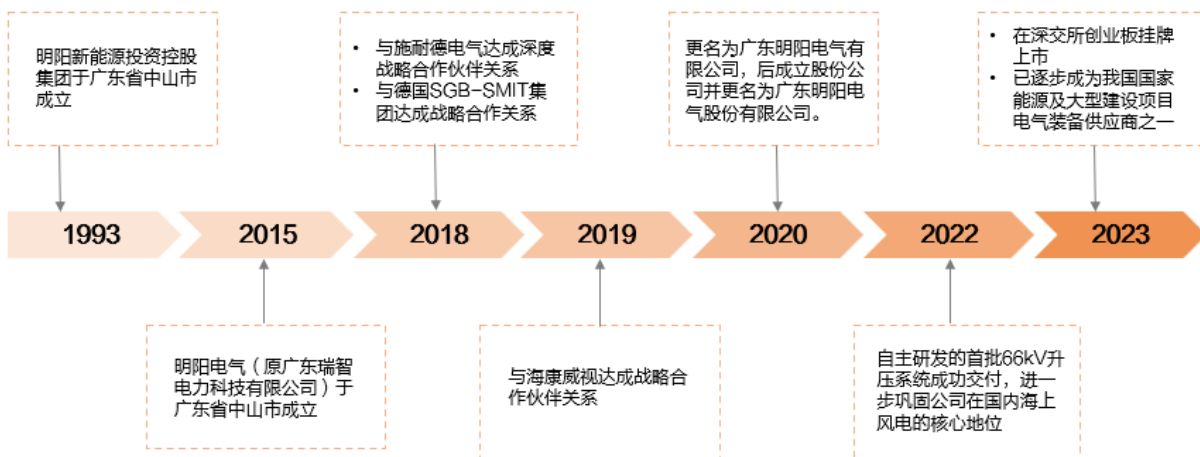 明阳新能源投资控股
集团于广东省中山市
成立
• 与施耐德电气达成深度
战略合作伙伴关系
• 与德国SGB-SMIT集
团达成战略合作关系
更名为广东明阳电气有
限公司，后成立股份公
司并更名为广东明阳电
气股份有限公司。
• 在深交所创业板挂牌
上市
• 已逐步成为我国国家
能源及大型建设项目
电气装备供应商之一
1993
2015
2018
2019
2020
2022
2023
明阳电气（原广东瑞智
电力科技有限公司）于
广东省中山市成立
与海康威视达成战略合
作伙伴关系
自主研发的首批66kV升
压系统成功交付，进一
步巩固公司在国内海上
风电的核心地位